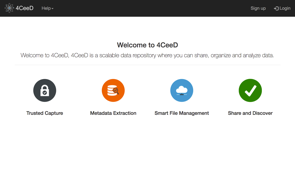 4CeeD Help Sign up Login
Welcome to 4CeeD
Welcome to 4CeeD. 4CeeD is a scalable data repository where you can share, organize and analyze data.
Trusted Capture Metadata Extraction Smart File Management Share and Discover